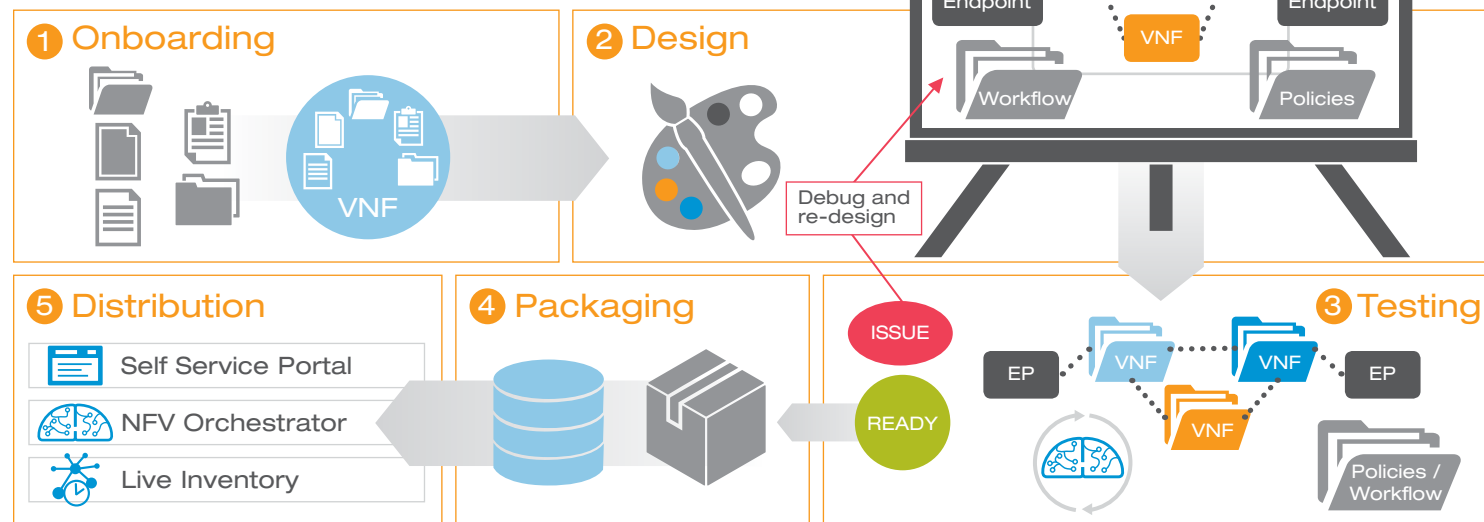 1 Onboarding
VNF
2 Design
Endpoint
Endpoint
VNF
Workflow
Policies
Debug and
re-design
3 Testing
ISSUE
READY
EP
VNF
VNF
EP
VNF
Policies /
Workflow
4 Packaging
5 Distribution
Self Service Portal
NFV Orchestrator
Live Inventory